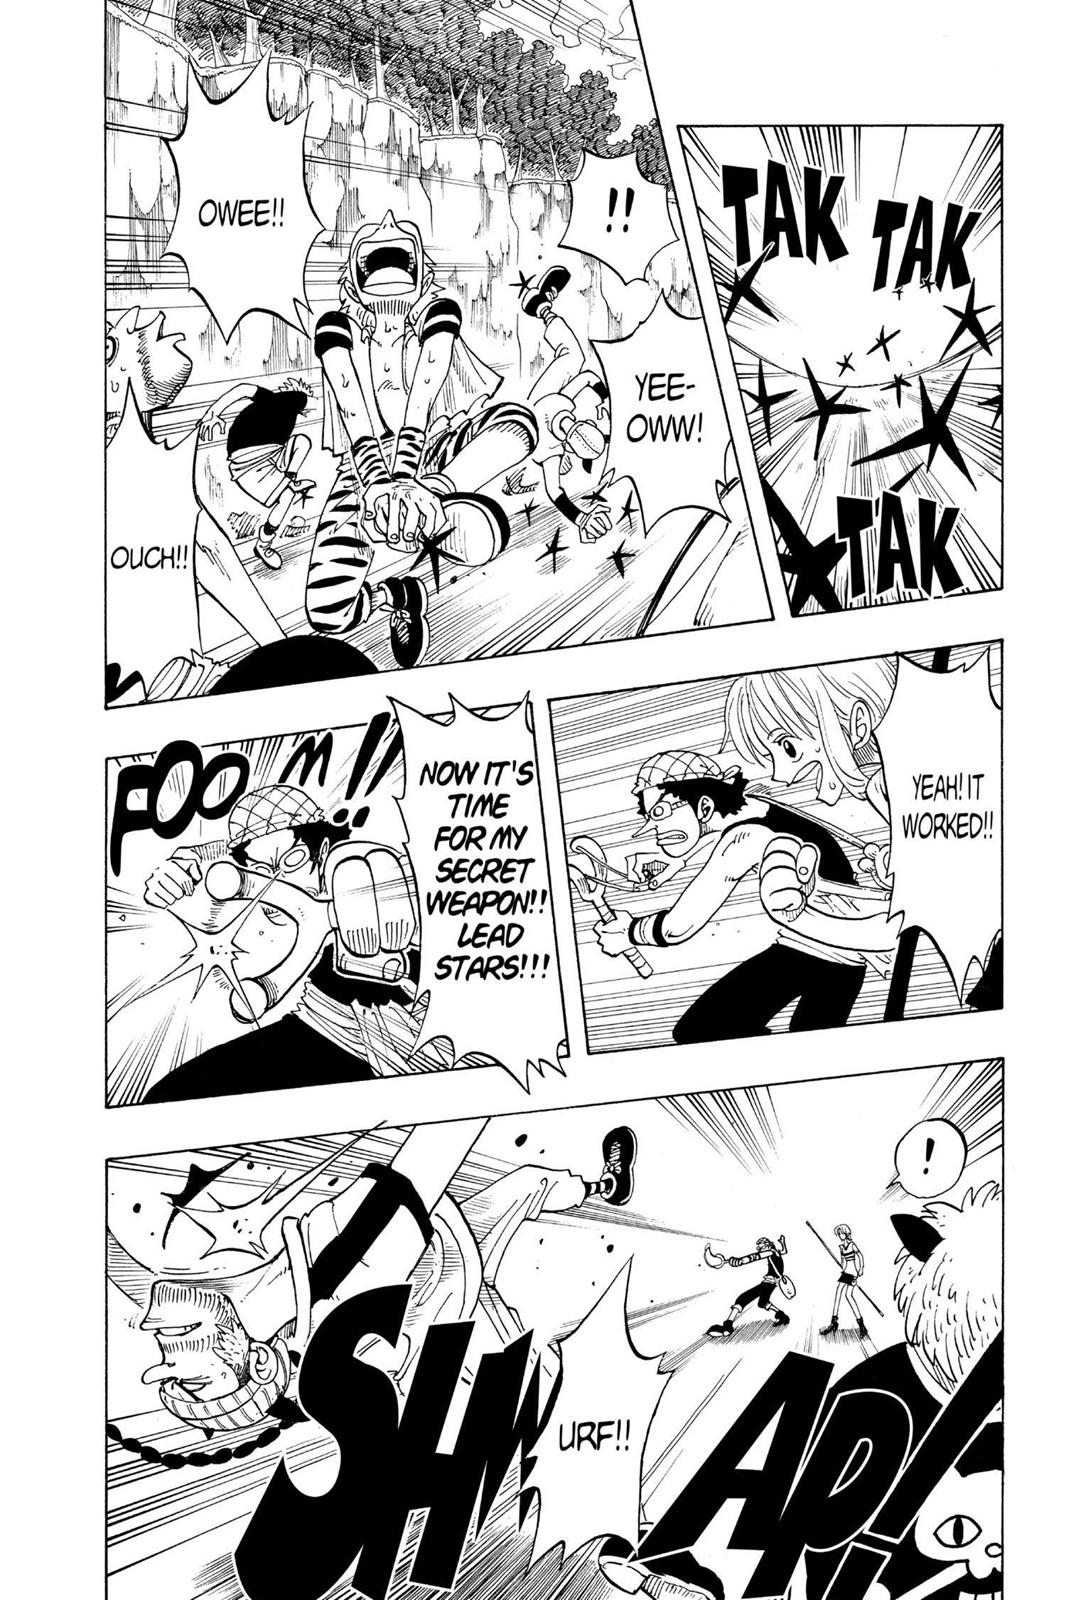 TAK
TAK
TAK
!!
YEE-
OWW!
OWEE!!
OUCH!!
YEAH! IT
WORKED!!
NOW IT'S
TIME
FOR MY
SECRET
WEAPON!!
LEAD
STARS!!!
FOOM!!
!
URF!!